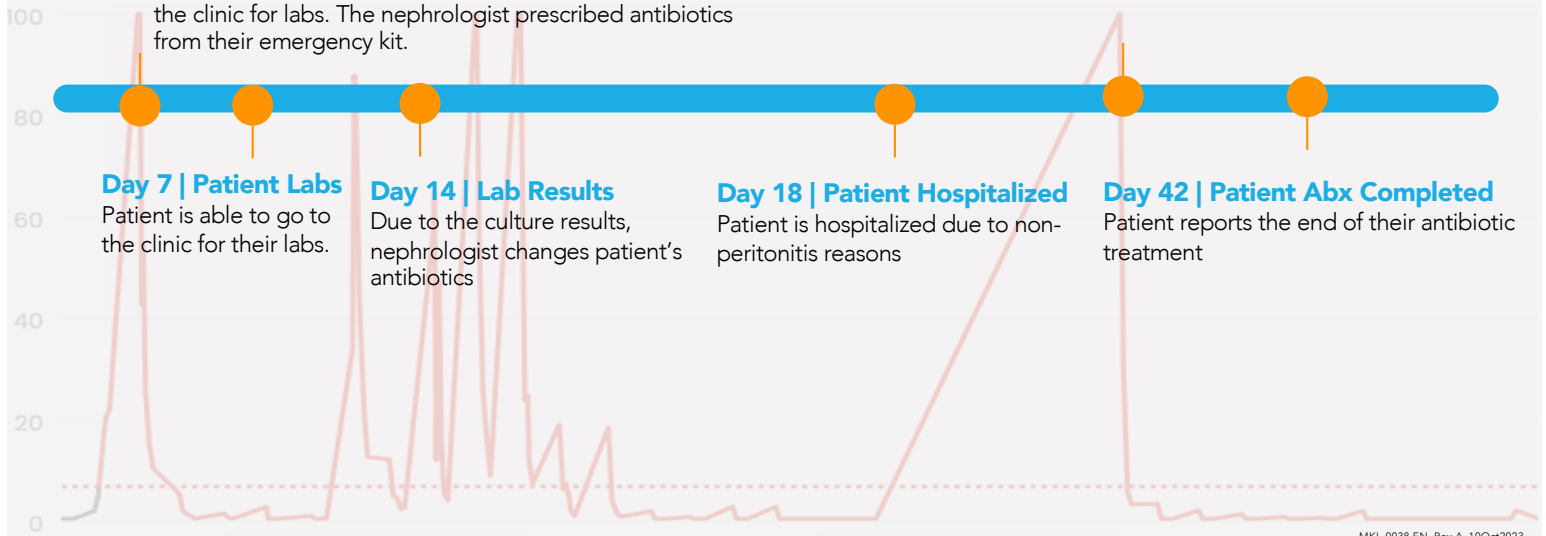 the clinic for labs. The nephrologist prescribed antibiotics
from their emergency kit.
100
80
60
40
20
0
Day 7 | Patient Labs
Patient is able to go to
the clinic for their labs.
Day 14 | Lab Results
Due to the culture results,
nephrologist changes patient's
antibiotics
Day 18 | Patient Hospitalized
Patient is hospitalized due to non-
peritonitis reasons
Day 42 | Patient Abx Completed
Patient reports the end of their antibiotic
treatment